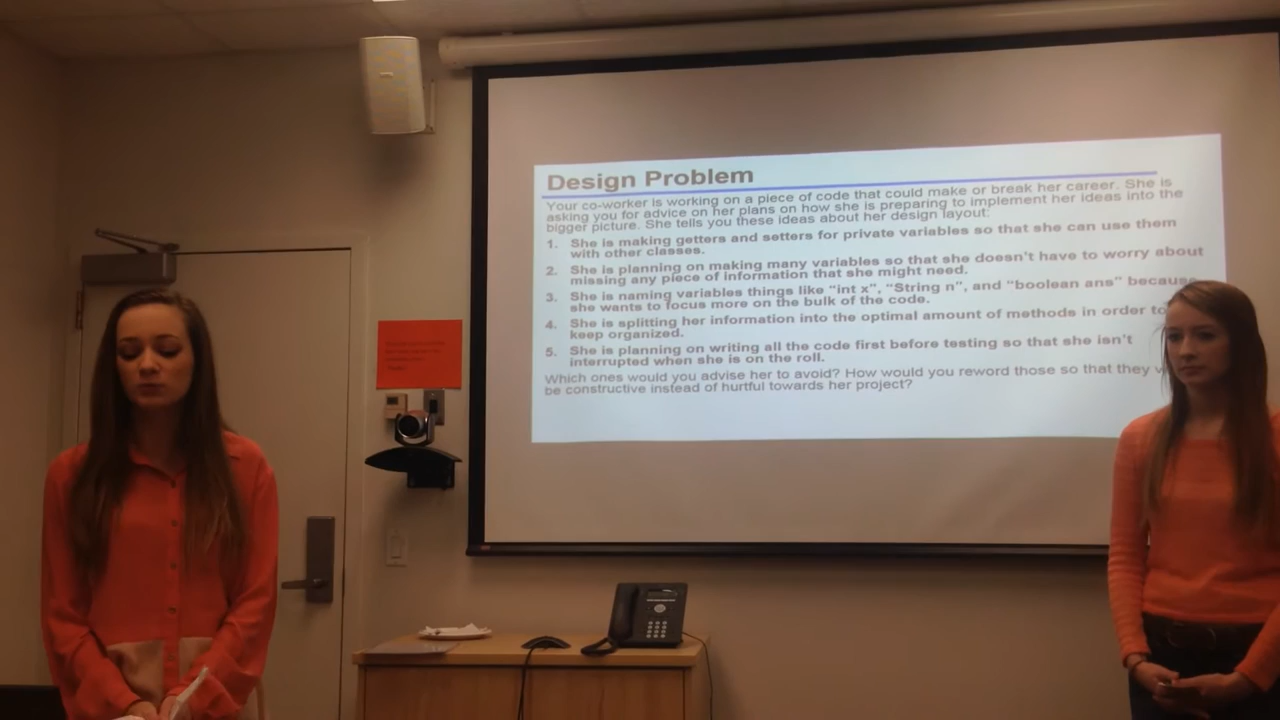 Design Problem
Your co-worker is working on a piece of code that could make or break her career. She is
asking you for advice on her plans on how she is preparing to implement her ideas into the
bigger picture. She tells you these ideas about her design layout:
1. She is making getters and setters for private variables so that she can use them
with other classes.
2. She is planning on making many variables so that she doesn't have to worry about
missing any piece of information that she might need.
3. She is naming variables things like "int x", "String n", and "boolean ans" because
she wants to focus more on the bulk of the code.
4. She is splitting her information into the optimal amount of methods in order to
keep organized.
5. She is planning on writing all the code first before testing so that she isn't
interrupted when she is on the roll.
Which ones would you advise her to avoid? How would you reword those so that they
be constructive instead of hurtful towards her project?